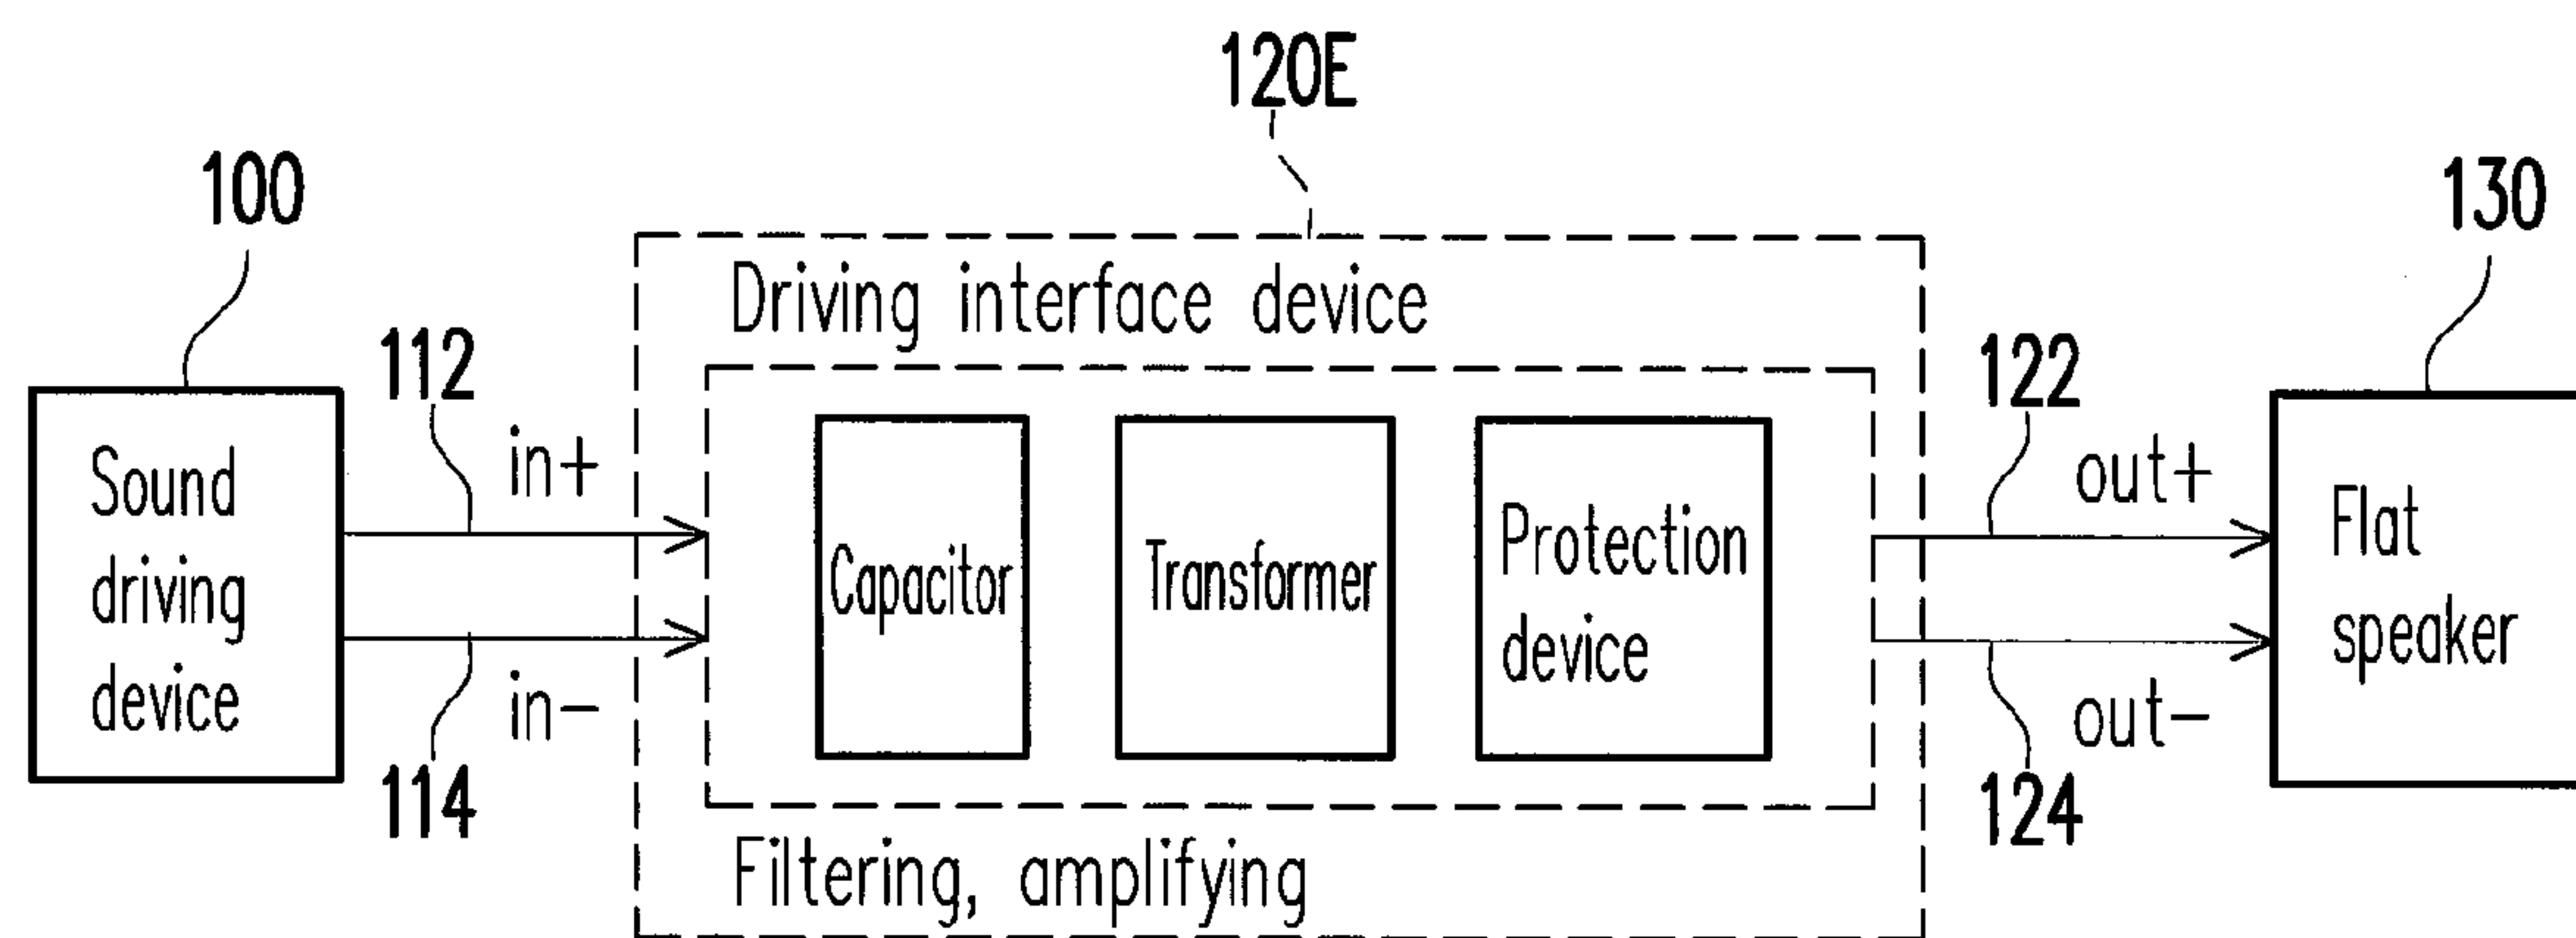 120E
100
130
Driving interface device
112
122
in+
out+
Sound
driving
device
Capacitor
Transformer
Protection
device
Flat
speaker
in-
out-
114
124
Filtering, amplifying